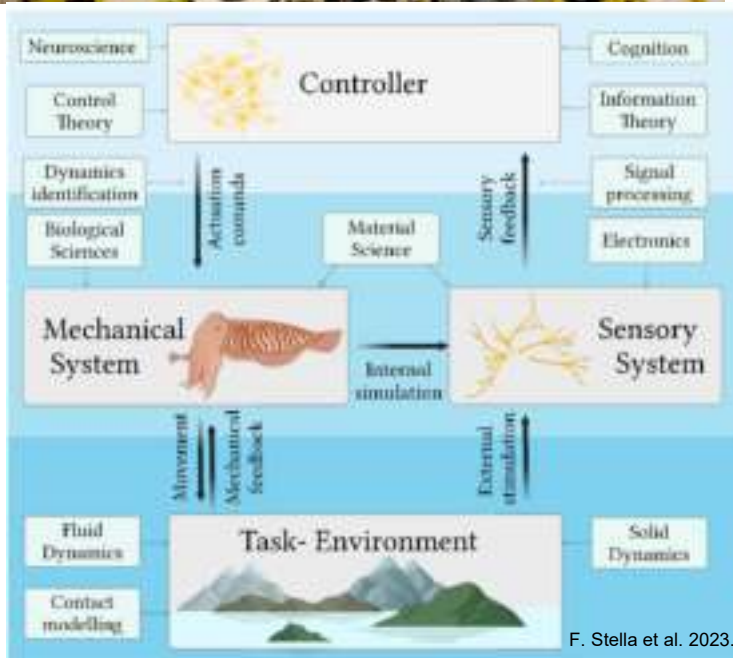 Neuroscience
Controller
Cognition
Control
Theory
Information
Theory
Dynamics
identification
Actuation
comands
Sensory
feedback
Signal
processing
Biological
Sciences
Material
Science
Electronics
Mechanical
System
Internal
simulation
Sensory
System
Movement
Mechanical
feedback
External
stimulation
Fluid
Dynamics
Task- Environment
Solid
Dynamics
Contact
modelling
F. Stella et al. 2023.